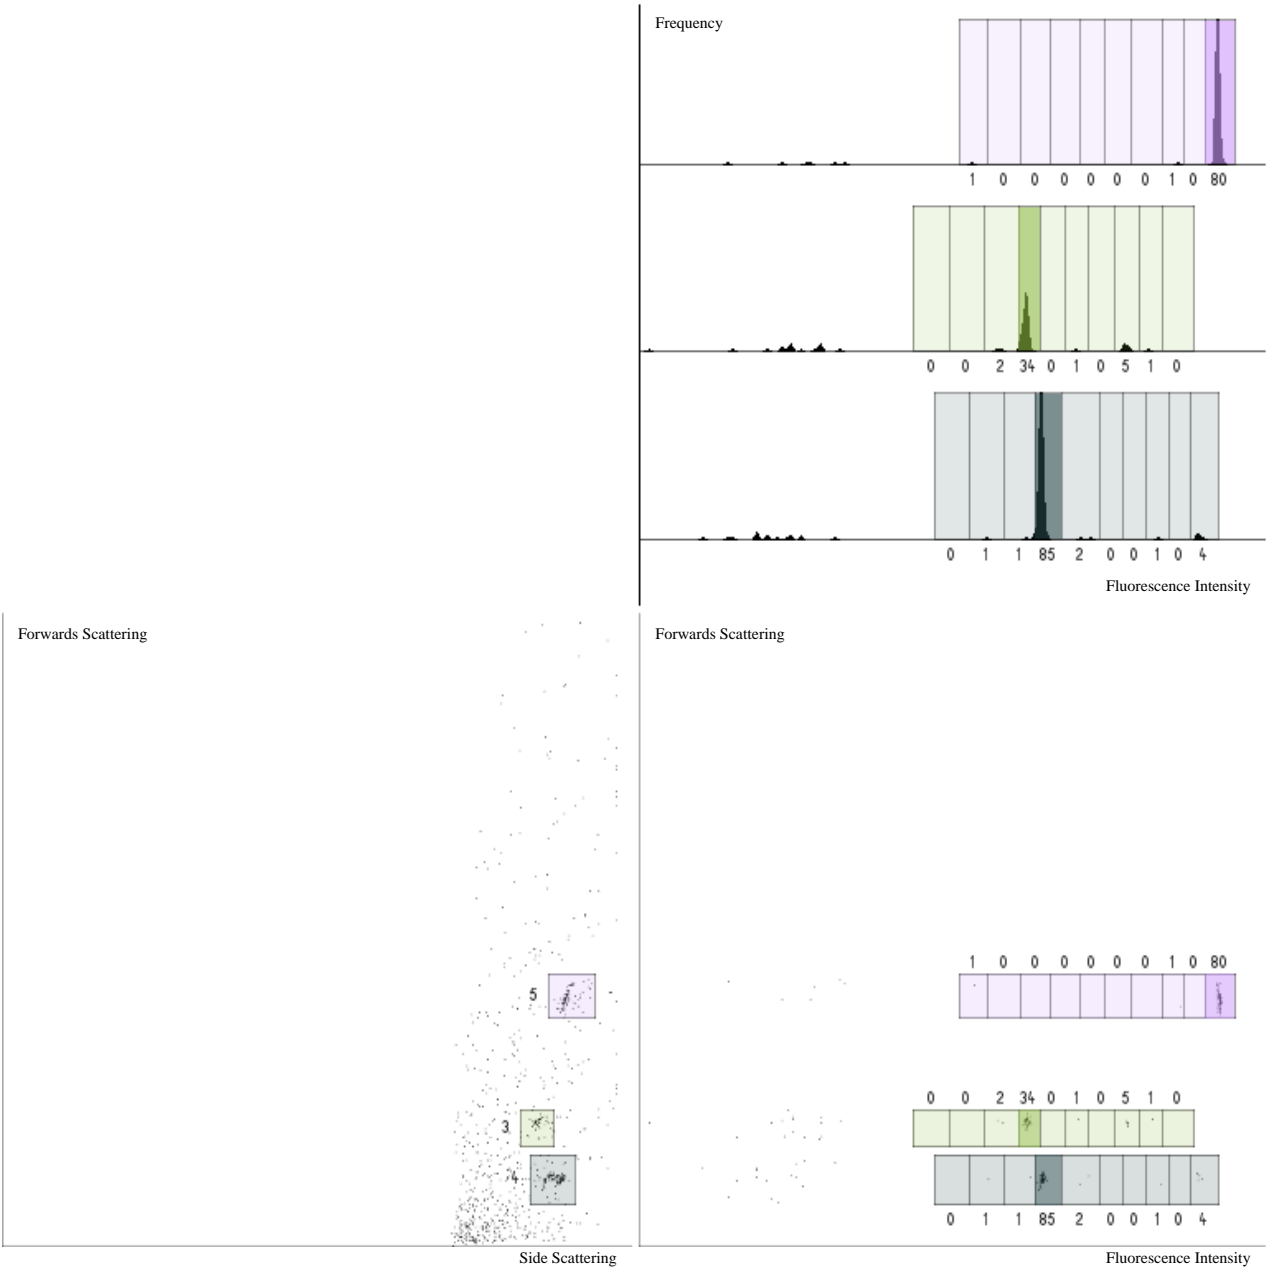 Frequency
1 0 0 0 0 0 0 1 0 80
0 0 2 34 0 1 0 5 1 0
0 1 1 85 2 0 0 1 0 4
Fluorescence Intensity
Forwards Scattering
5
3
4
Side Scattering
Forwards Scattering
1 0 0 0 0 0 0 1 0 80
0 0 2 34 0 1 0 5 1 0
0 1 1 85 2 0 0 1 0 4
Fluorescence Intensity